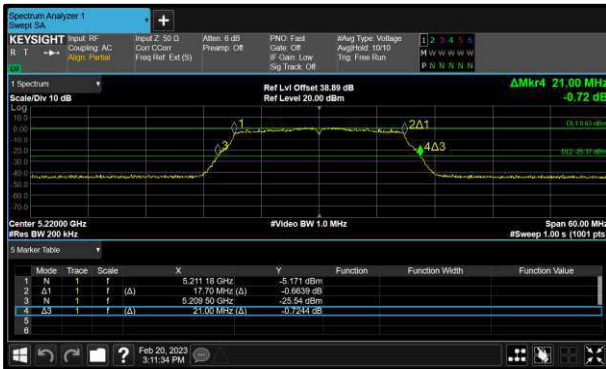 Spectrum Analyzer 1
Swept SA
KEYSIGHT Input: RF Input Z: 50 Ω Atten: 6 dB PNO: Fast #Avg Type: Voltage 1 2 3 4 5 6
R T Coupling: AC Corr CCorr Preamp: Off Gate: Off Avg|Hold: 10/10 M W W W W W
Align: Partial Freq Ref: Ext (S) IF Gain: Low Trig: Free Run
Sig Track: Off P N N N N N
1 Spectrum Ref Lvl Offset 38.89 dB ΔMkr4 21.00 MHz
Scale/Div 10 dB Ref Level 20.00 dBm -0.72 dB
Log
10.0
0.00
-10.0
-20.0
-30.0
-40.0
-50.0
-60.0
-70.0
1
2Δ1
3
4Δ3
Center 5.22000 GHz #Video BW 1.0 MHz Span 60.00 MHz
#Res BW 200 kHz #Sweep 1.00 s (1001 pts
5 Marker Table
Mode Trace Scale X Y Function Function Width Function Value
1 N 1 f 5.211 18 GHz -5.171 dBm
2 Δ1 1 f (Δ) 17.70 MHz (Δ) -0.6639 dB
3 N 1 f 5.209 50 GHz -25.54 dBm
4 Δ3 1 f (Δ) 21.00 MHz (Δ) -0.7244 dB
5
6
? Feb 20, 2023
3:11:34 PM